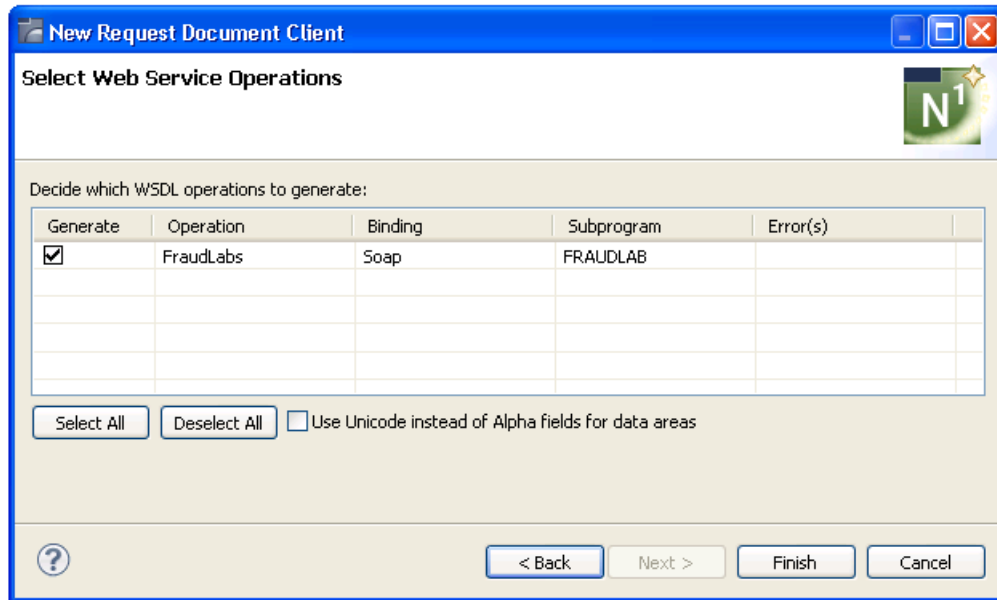 New Request Document Client
Select Web Service Operations
N1
Decide which WSDL operations to generate:
Generate Operation Binding Subprogram Error(s)
FraudLabs Soap FRAUDLAB
Select All Deselect All Use Unicode instead of Alpha fields for data areas
? < Back Next > Finish Cancel